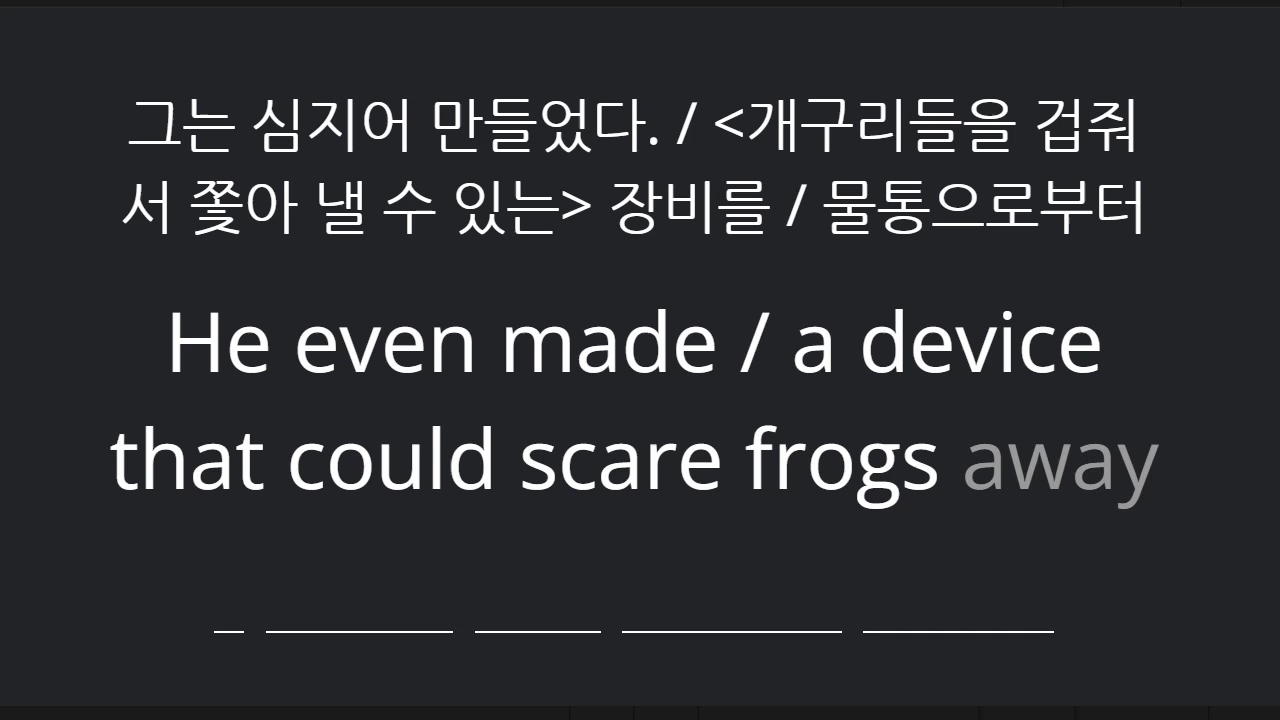 그는 심지어 만들었다. / <개구리들을 겁줘
서 쫓아 낼 수 있는> 장비를 / 물통으로부터
He even made / a device
that could scare frogs away